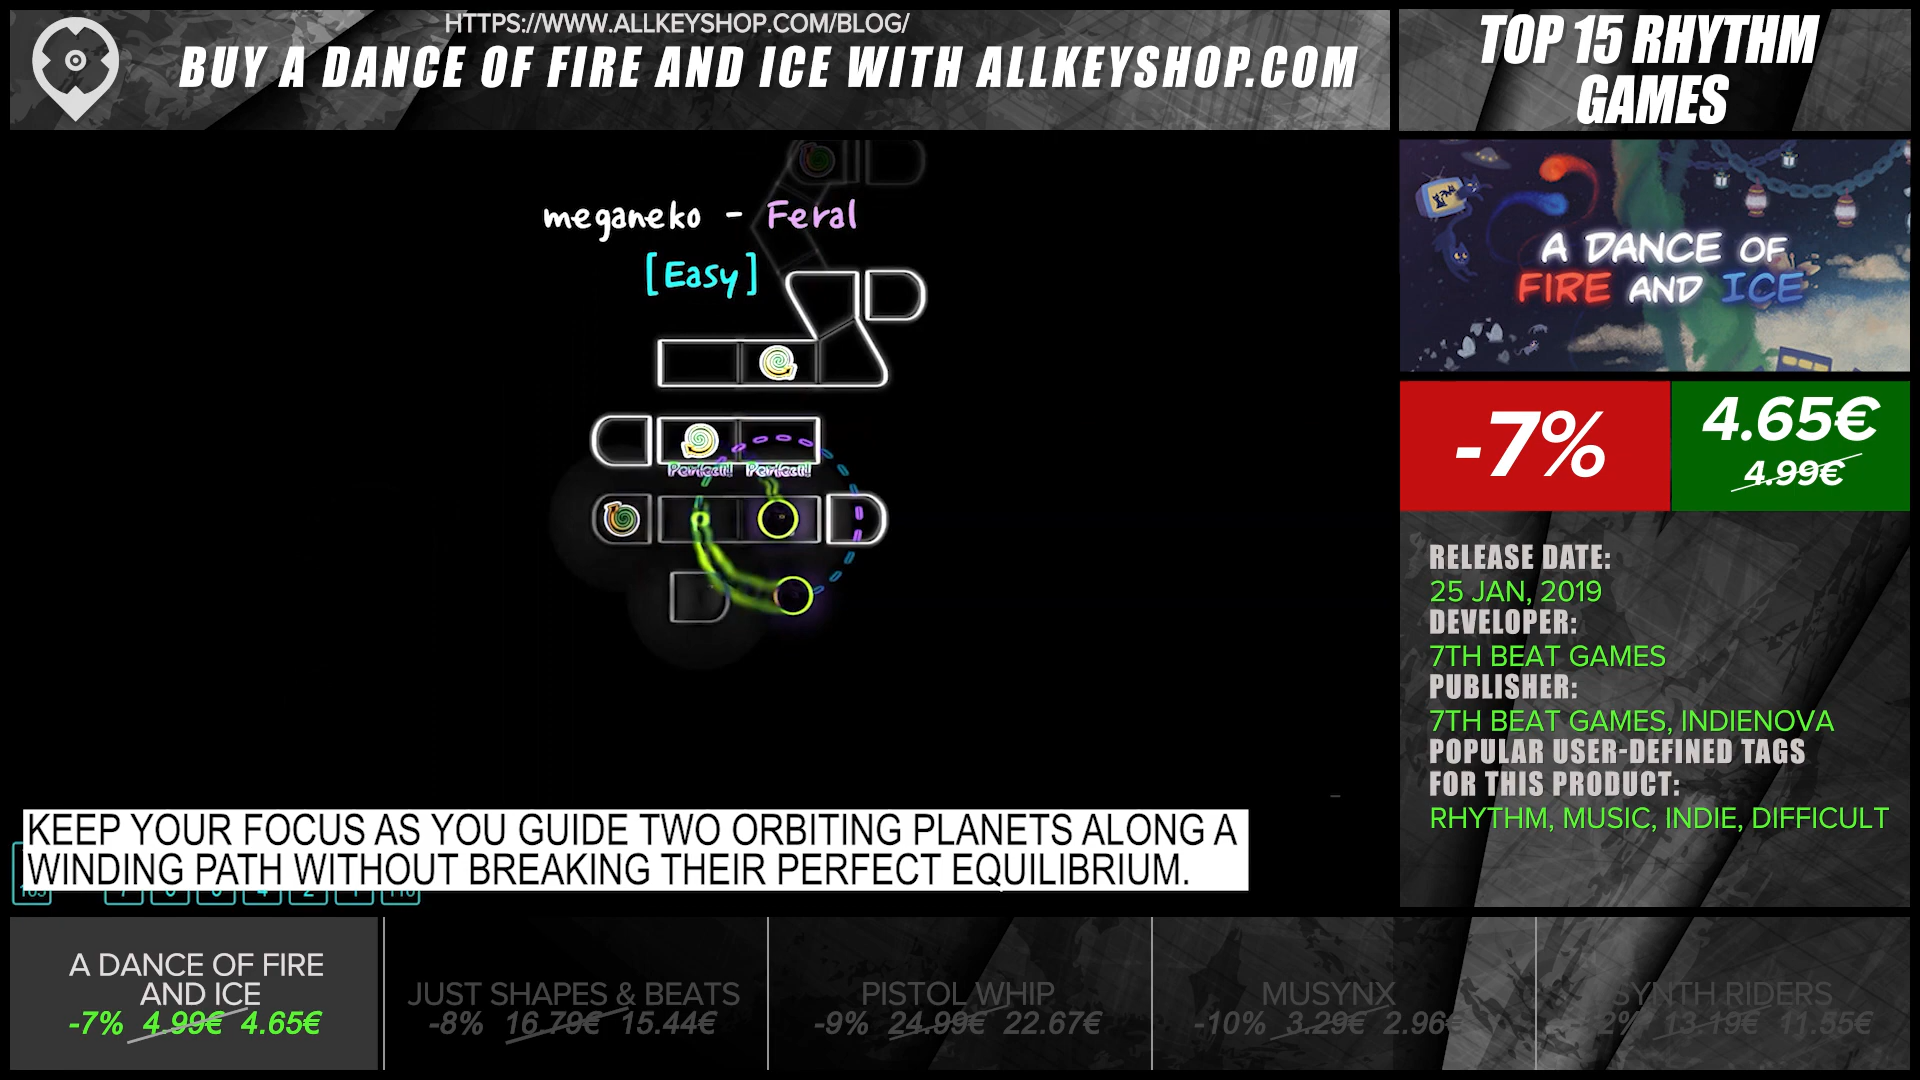 HTTPS://WWW.ALLKEYSHOP.COM/BLOG/
BUY A DANCE OF FIRE AND ICE WITH ALLKEYSHOP.COM
TOP 15 RHYTHM
GAMES
meganeko - Feral
[Easy]
Perfect! Perfect!
A DANCE OF
FIRE AND ICE
-7%
4.65€
4.99€
RELEASE DATE:
25 JAN, 2019
DEVELOPER:
7TH BEAT GAMES
PUBLISHER:
7TH BEAT GAMES, INDIENOVA
POPULAR USER-DEFINED TAGS
FOR THIS PRODUCT:
RHYTHM, MUSIC, INDIE, DIFFICULT
KEEP YOUR FOCUS AS YOU GUIDE TWO ORBITING PLANETS ALONG A
WINDING PATH WITHOUT BREAKING THEIR PERFECT EQUILIBRIUM.
A DANCE OF FIRE
AND ICE
-7% 4.99€ 4.65€
JUST SHAPES & BEATS
-8% 16.79€ 15.44€
PISTOL WHIP
-9% 24.99€ 22.67€
MUSYNX
-10% 3.29€ 2.96€
SYNTH RIDERS
13.19€ 11.55€